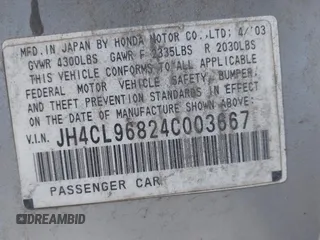 MFD. IN JAPAN BY HONDA MOTOR CO.,LTD: 4/'03
GVWR 4300LBS GAWR F 2335LBS R 2030LBS
THIS VEHICLE CONFORMS TO ALL APPLICABLE
FEDERAL MOTOR VEHICLE SAFETY, BUMPER,
AND THEFT PREVENTION STANDARDS IN EFFECT
ON THE DATE OF MANUFACTURE SHOWN ABOVE.
V.I.N. JH4CL96824C003667
PASSENGER CAR
DREAMBID